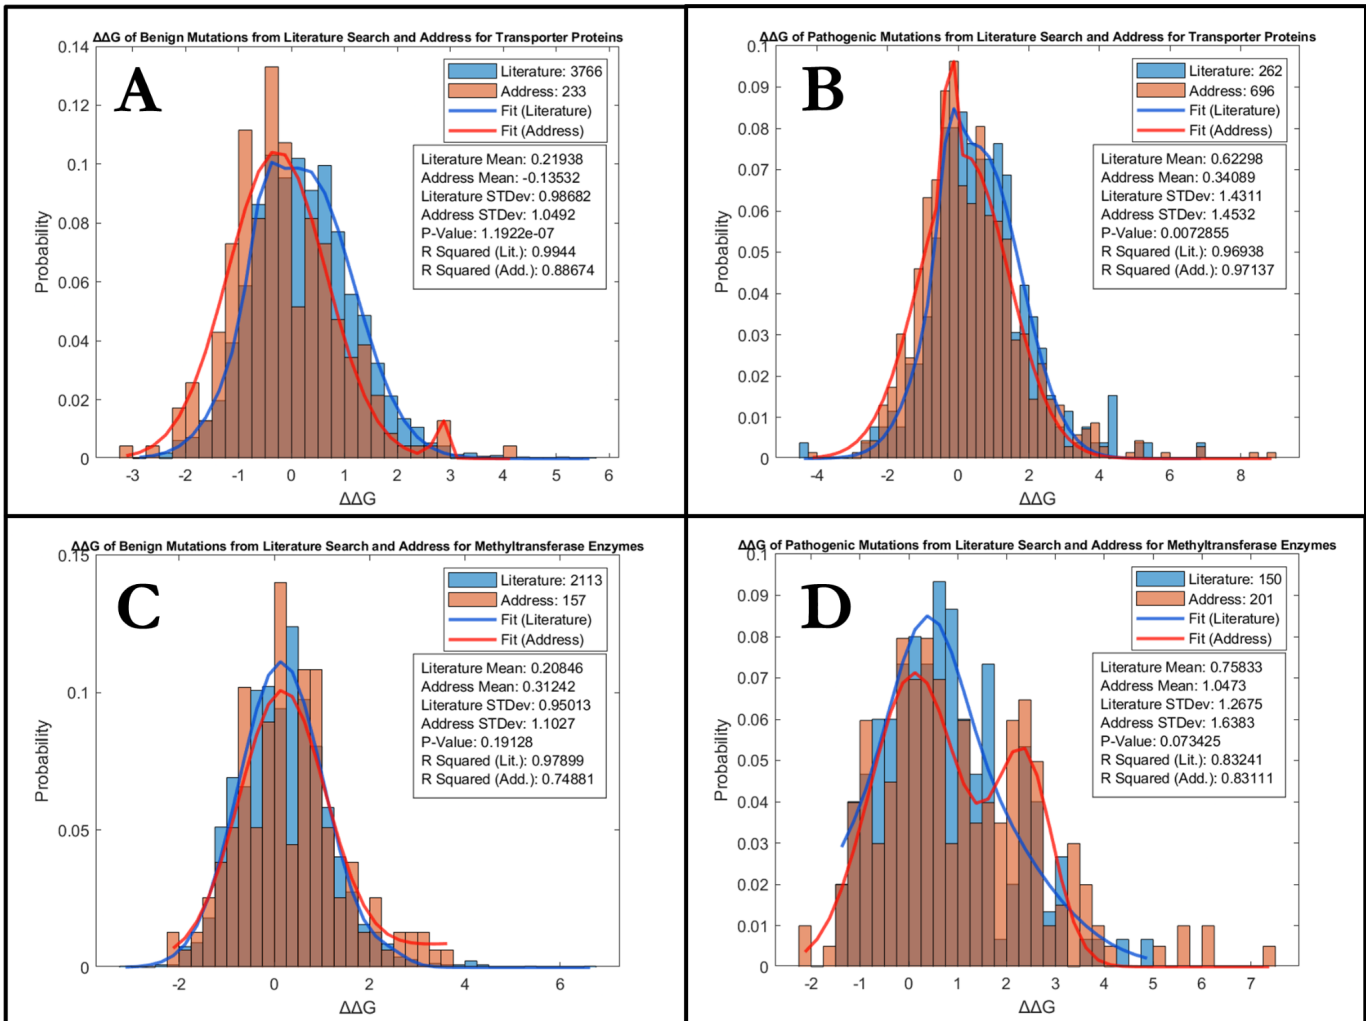 ΔΔG of Benign Mutations from Literature Search and Address for Transporter Proteins
A
0.14
0.12
0.1
0.08
0.06
0.04
0.02
0
Probability
Literature: 3766
Address: 233
Fit (Literature)
Fit (Address)
Literature Mean: 0.21938
Address Mean: -0.13532
Literature STDev: 0.98682
Address STDev: 1.0492
P-Value: 1.1922e-07
R Squared (Lit.): 0.9944
R Squared (Add.): 0.88674
-3 -2 -1 0 1 2 3 4 5 6
ΔΔG
ΔΔG of Pathogenic Mutations from Literature Search and Address for Transporter Proteins
B
0.1
0.09
0.08
0.07
0.06
0.05
0.04
0.03
0.02
0.01
0
Probability
Literature: 262
Address: 696
Fit (Literature)
Fit (Address)
Literature Mean: 0.62298
Address Mean: 0.34089
Literature STDev: 1.4311
Address STDev: 1.4532
P-Value: 0.0072855
R Squared (Lit.): 0.96938
R Squared (Add.): 0.97137
-4 -2 0 2 4 6 8
ΔΔG
ΔΔG of Benign Mutations from Literature Search and Address for Methyltransferase Enzymes
C
0.15
0.1
0.05
0
Probability
Literature: 2113
Address: 157
Fit (Literature)
Fit (Address)
Literature Mean: 0.20846
Address Mean: 0.31242
Literature STDev: 0.95013
Address STDev: 1.1027
P-Value: 0.19128
R Squared (Lit.): 0.97899
R Squared (Add.): 0.74881
-2 0 2 4 6
ΔΔG
ΔΔG of Pathogenic Mutations from Literature Search and Address for Methyltransferase Enzymes
D
0.1
0.09
0.08
0.07
0.06
0.05
0.04
0.03
0.02
0.01
0
Probability
Literature: 150
Address: 201
Fit (Literature)
Fit (Address)
Literature Mean: 0.75833
Address Mean: 1.0473
Literature STDev: 1.2675
Address STDev: 1.6383
P-Value: 0.073425
R Squared (Lit.): 0.83241
R Squared (Add.): 0.83111
-2 -1 0 1 2 3 4 5 6 7
ΔΔG